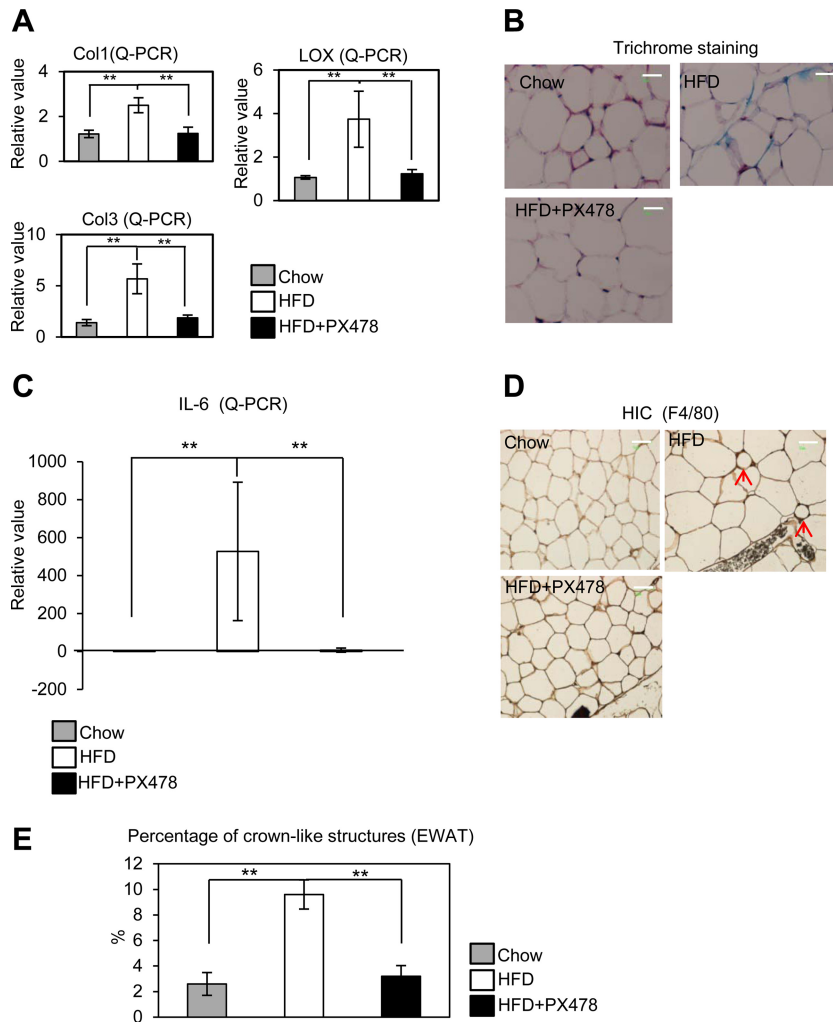 A
Col1(Q-PCR)
Relative value
4
2
0
** **
LOX (Q-PCR)
Relative value
6
4
2
0
** **
Col3 (Q-PCR)
Relative value
10
5
0
** **
Chow
HFD
HFD+PX478
B
Trichrome staining
Chow
HFD
HFD+PX478
C
IL-6 (Q-PCR)
Relative value
1000
800
600
400
200
0
-200
** **
Chow
HFD
HFD+PX478
D
HIC (F4/80)
Chow
HFD
HFD+PX478
E
Percentage of crown-like structures (EWAT)
%
12
10
8
6
4
2
0
** **
Chow
HFD
HFD+PX478